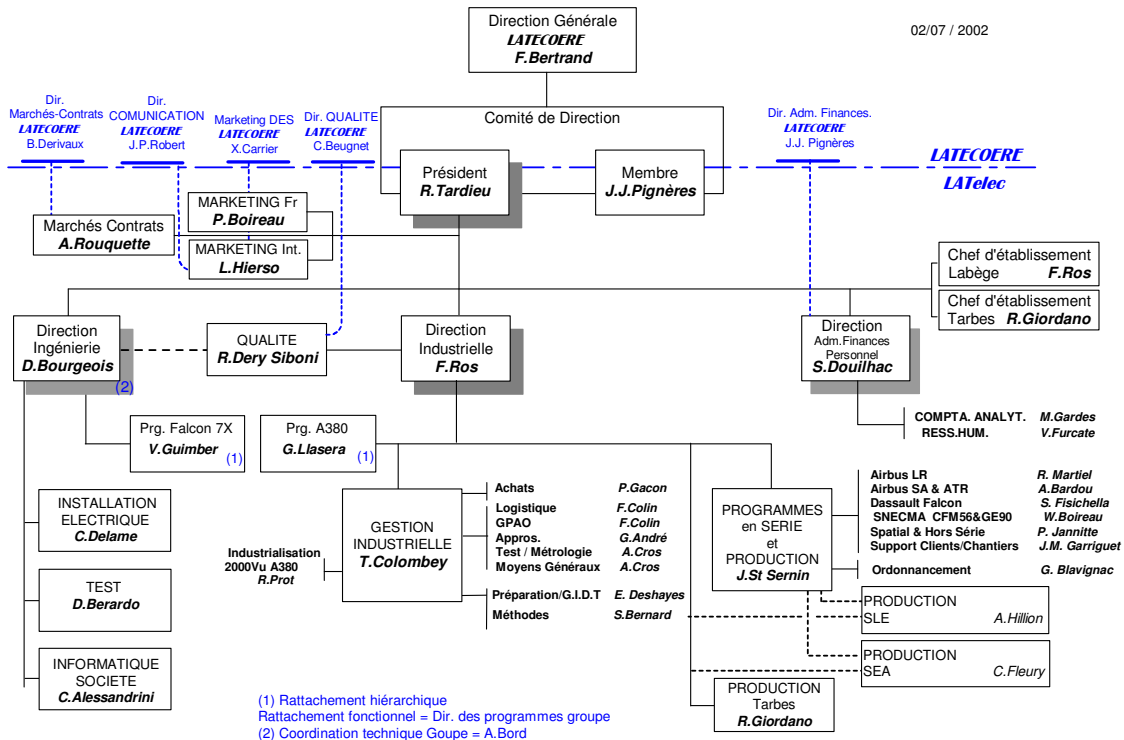 Direction Générale
LATECOERE
F.Bertrand
02/07 / 2002
Dir.
Marchés-Contrats
LATECOERE
B.Derivaux
Dir.
COMUNICATION
LATECOERE
J.P.Robert
Marketing DES
LATECOERE
X.Carrier
Dir. QUALITE
LATECOERE
C.Beugnet
Comité de Direction
Dir. Adm. Finances.
LATECOERE
J.J. Pignères
Président
R.Tardieu
Membre
J.J.Pignères
LATECOERE
LATelec
MARKETING Fr
P.Boireau
Marchés Contrats
A.Rouquette
MARKETING Int.
L.Hierso
Chef d'établissement
Labège F.Ros
Chef d'établissement
Tarbes R.Giordano
Direction
Ingénierie
D.Bourgeois
(2)
QUALITE
R.Dery Siboni
Direction
Industrielle
F.Ros
Direction
Adm.Finances
Personnel
S.Douilhac
COMPTA. ANALYT. M.Gardes
RESS.HUM. V.Furcate
Prg. Falcon 7X
V.Guimber
(1)
Prg. A380
G.Llasera
(1)
INSTALLATION
ELECTRIQUE
C.Delame
TEST
D.Berardo
INFORMATIQUE
SOCIETE
C.Alessandrini
Industrialisation
2000Vu A380
R.Prot
GESTION
INDUSTRIELLE
T.Colombey
Achats P.Gacon
Logistique F.Colin
GPAO F.Colin
Appros. G.André
Test / Métrologie A.Cros
Moyens Généraux A.Cros
Préparation/G.I.D.T E. Deshayes
Méthodes S.Bernard
PROGRAMMES
en SERIE
et
PRODUCTION
J.St Sernin
Airbus LR R. Martiel
Airbus SA & ATR A.Bardou
Dassault Falcon S. Fisichella
SNECMA CFM56&GE90 W.Boireau
Spatial & Hors Série P. Jannitte
Support Clients/Chantiers J.M. Garriguet
Ordonnancement G. Blavignac
PRODUCTION
SLE A.Hillion
PRODUCTION
SEA C.Fleury
PRODUCTION
Tarbes
R.Giordano
(1) Rattachement hiérarchique
Rattachement fonctionnel = Dir. des programmes groupe
(2) Coordination technique Goupe = A.Bord